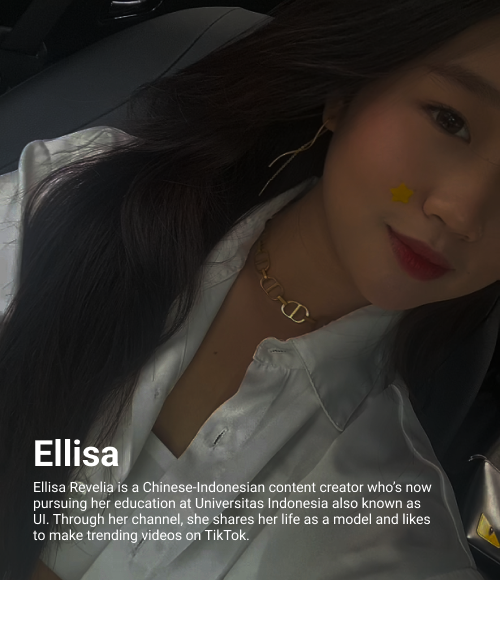 Ellisa
Ellisa Revelia is a Chinese-Indonesian content creator who's now
pursuing her education at Universitas Indonesia also known as
UI. Through her channel, she shares her life as a model and likes
to make trending videos on TikTok.